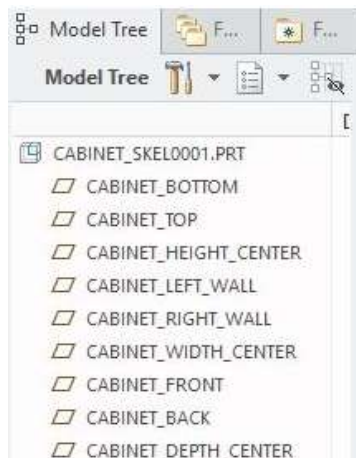 Model Tree F... F...
Model Tree
CABINET_SKEL0001.PRT
CABINET_BOTTOM
CABINET_TOP
CABINET_HEIGHT_CENTER
CABINET_LEFT_WALL
CABINET_RIGHT_WALL
CABINET_WIDTH_CENTER
CABINET_FRONT
CABINET_BACK
CABINET_DEPTH_CENTER